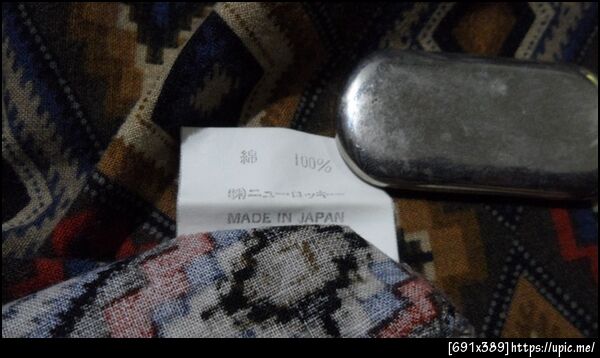 綿 100%
㈱ニューロッキー
MADE IN JAPAN
[691x389]https://upic.me/